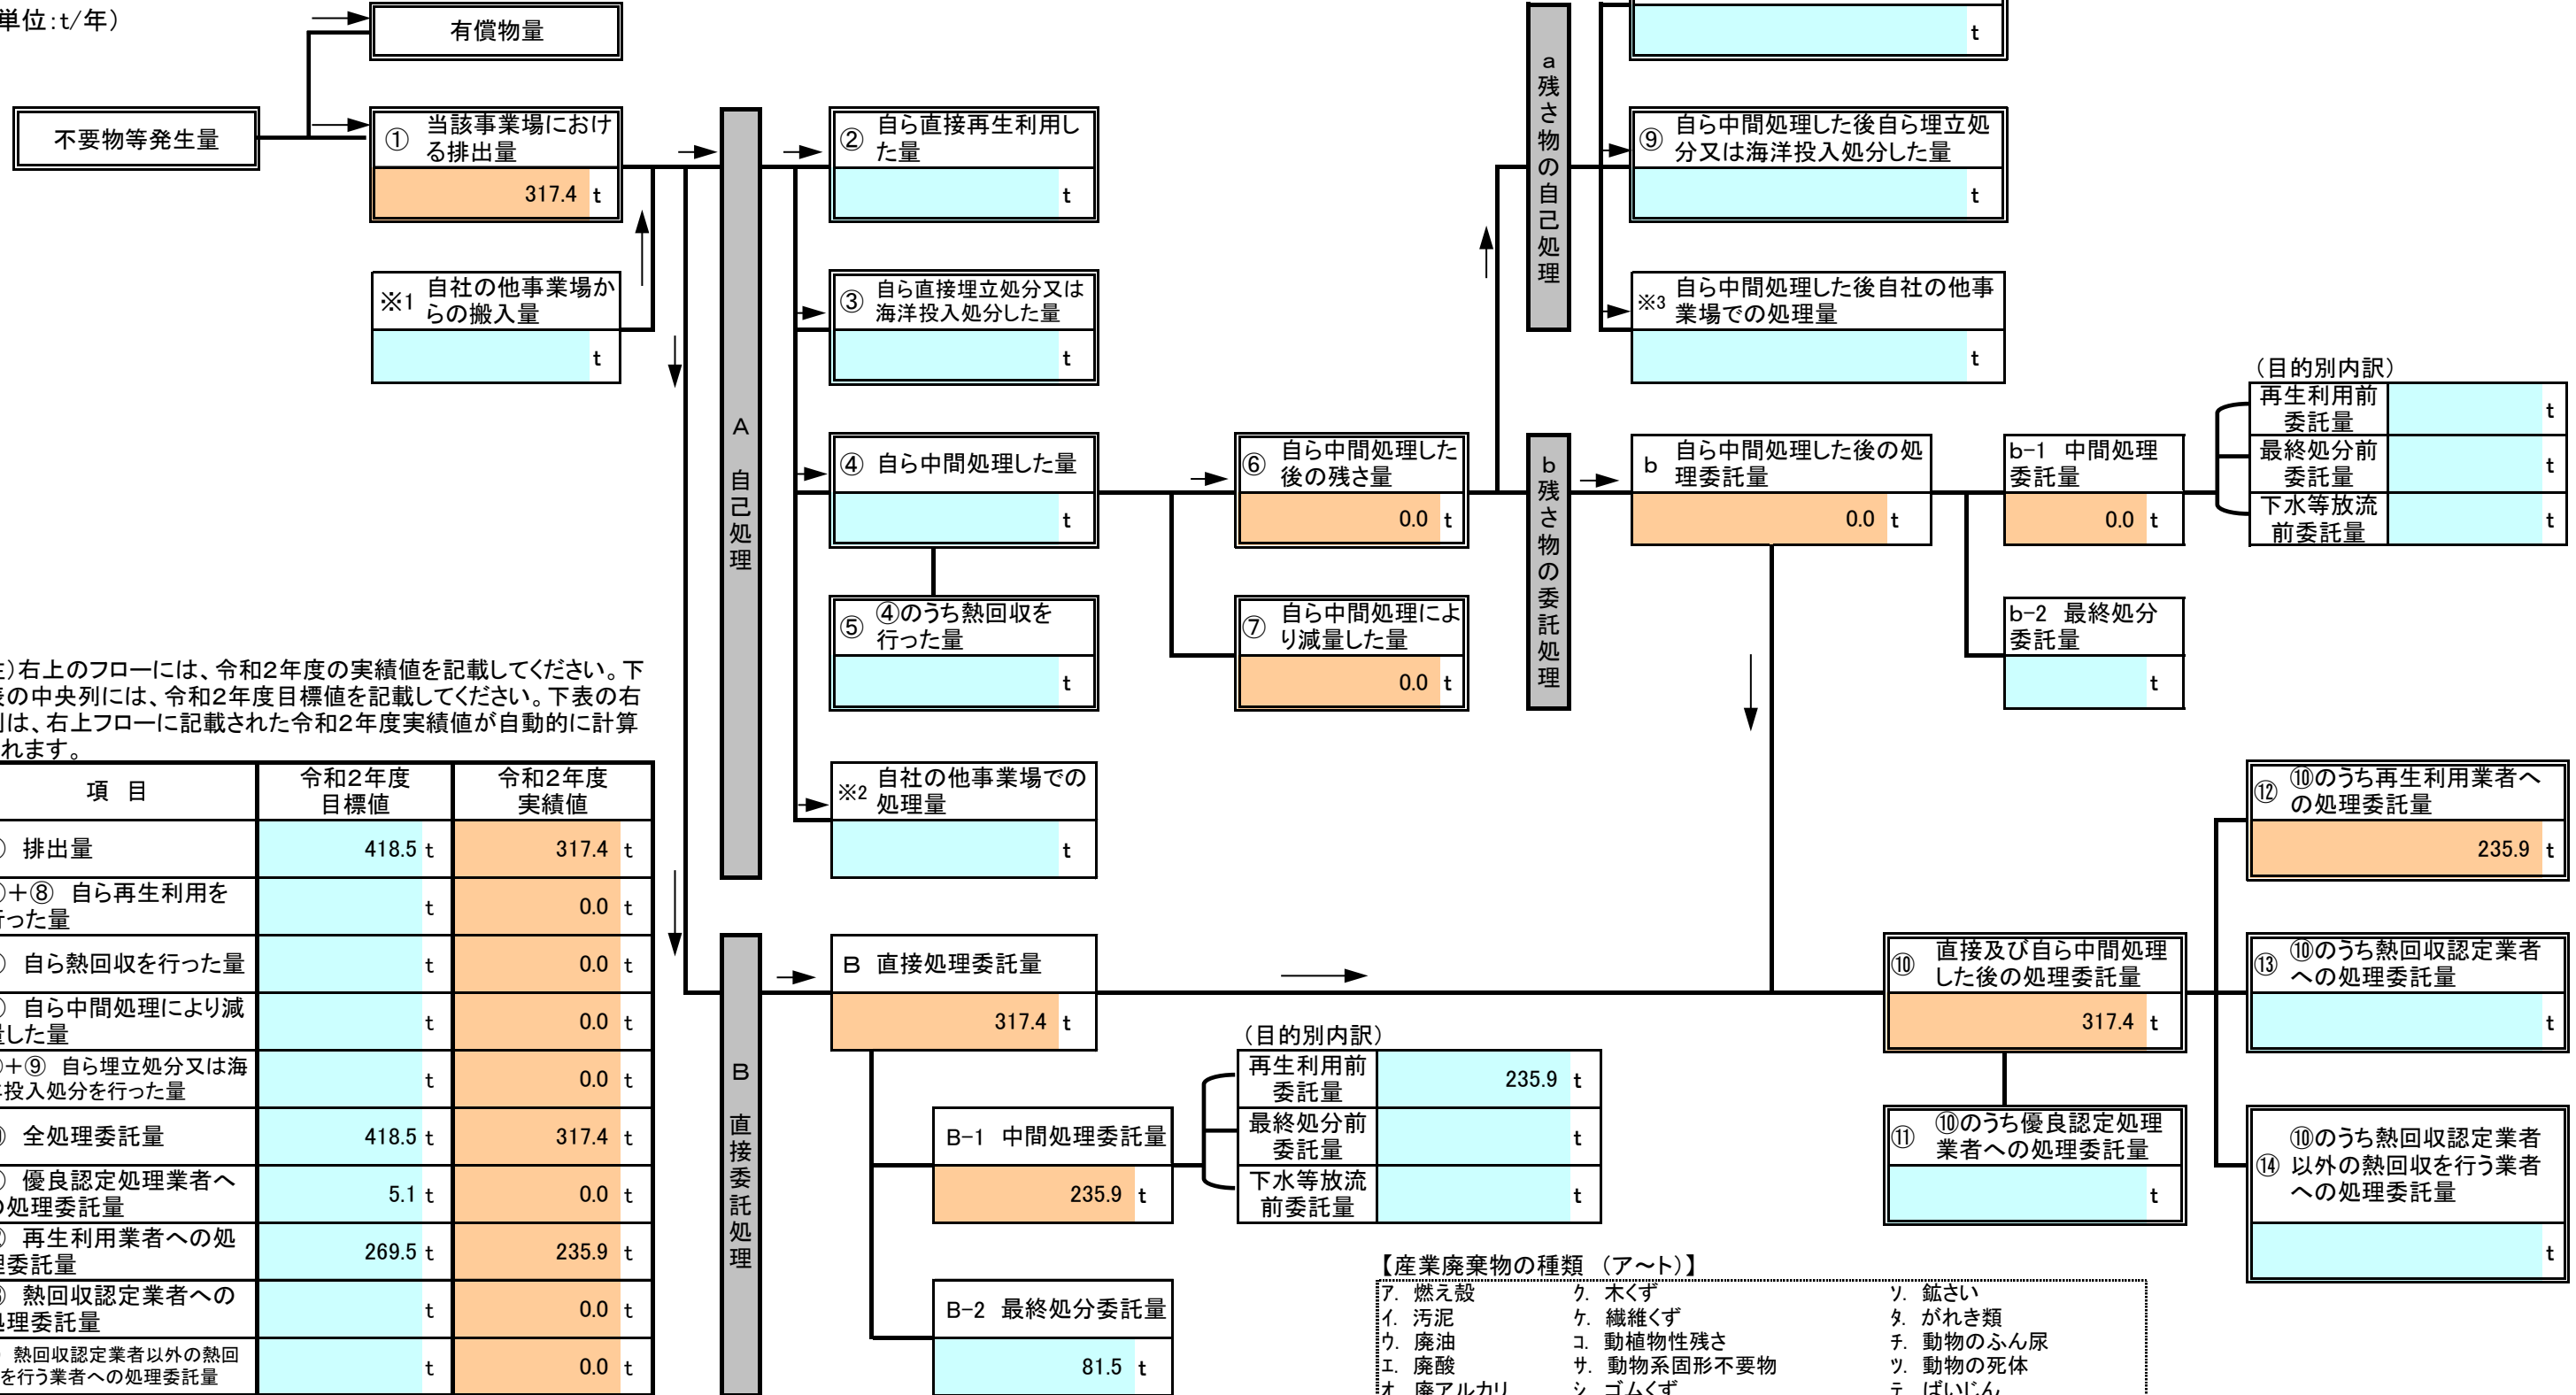 単位:t/年）
有償物量
不要物等発生量
① 当該事業場におけ
る排出量
317.4 t
※1 自社の他事業場か
らの搬入量
t
A 自己処理
② 自ら直接再生利用し
た量
t
③ 自ら直接埋立処分又は
海洋投入処分した量
t
④ 自ら中間処理した量
t
⑤ ④のうち熱回収を
行った量
t
※2 自社の他事業場での
処理量
t
⑥ 自ら中間処理した
後の残さ量
0.0 t
⑦ 自ら中間処理によ
り減量した量
0.0 t
a残さ物の自己処理
t
⑨ 自ら中間処理した後自ら埋立処
分又は海洋投入処分した量
t
※3 自ら中間処理した後自社の他事
業場での処理量
t
b残さ物の委託処理
b 自ら中間処理した後の処
理委託量
0.0 t
b-1 中間処理
委託量
0.0 t
（目的別内訳）
再生利用前
委託量 t
最終処分前
委託量 t
下水等放流
前委託量 t
b-2 最終処分
委託量
t
）右上のフローには、令和2年度の実績値を記載してください。下
表の中央列には、令和2年度目標値を記載してください。下表の右
列は、右上フローに記載された令和2年度実績値が自動的に計算
れます。
項 目
令和2年度
目標値
令和2年度
実績値
排出量 418.5 t 317.4 t
＋⑧ 自ら再生利用を
行った量 t 0.0 t
自ら熱回収を行った量 t 0.0 t
自ら中間処理により減
量した量 t 0.0 t
＋⑨ 自ら埋立処分又は海
洋投入処分を行った量 t 0.0 t
全処理委託量 418.5 t 317.4 t
優良認定処理業者へ
の処理委託量 5.1 t 0.0 t
再生利用業者への処
理委託量 269.5 t 235.9 t
熱回収認定業者への
処理委託量 t 0.0 t
熱回収認定業者以外の熱回
を行う業者への処理委託量 t 0.0 t
B 直接委託処理
B 直接処理委託量
317.4 t
B-1 中間処理委託量
235.9 t
B-2 最終処分委託量
81.5 t
（目的別内訳）
再生利用前
委託量 235.9 t
最終処分前
委託量 t
下水等放流
前委託量 t
⑩ 直接及び自ら中間処理
した後の処理委託量
317.4 t
⑪ ⑩のうち優良認定処理
業者への処理委託量
t
⑫ ⑩のうち再生利用業者へ
の処理委託量
235.9 t
⑬ ⑩のうち熱回収認定業者
への処理委託量
t
⑭ ⑩のうち熱回収認定業者
以外の熱回収を行う業者
への処理委託量
t
【産業廃棄物の種類 （ア～ト）】
ア. 燃え殻 ク. 木くず ソ. 鉱さい
イ. 汚泥 ケ. 繊維くず タ. がれき類
ウ. 廃油 コ. 動植物性残さ チ. 動物のふん尿
エ. 廃酸 サ. 動物系固形不要物 ツ. 動物の死体
オ. 廃アルカリ シ. ゴムくず テ. ばいじん